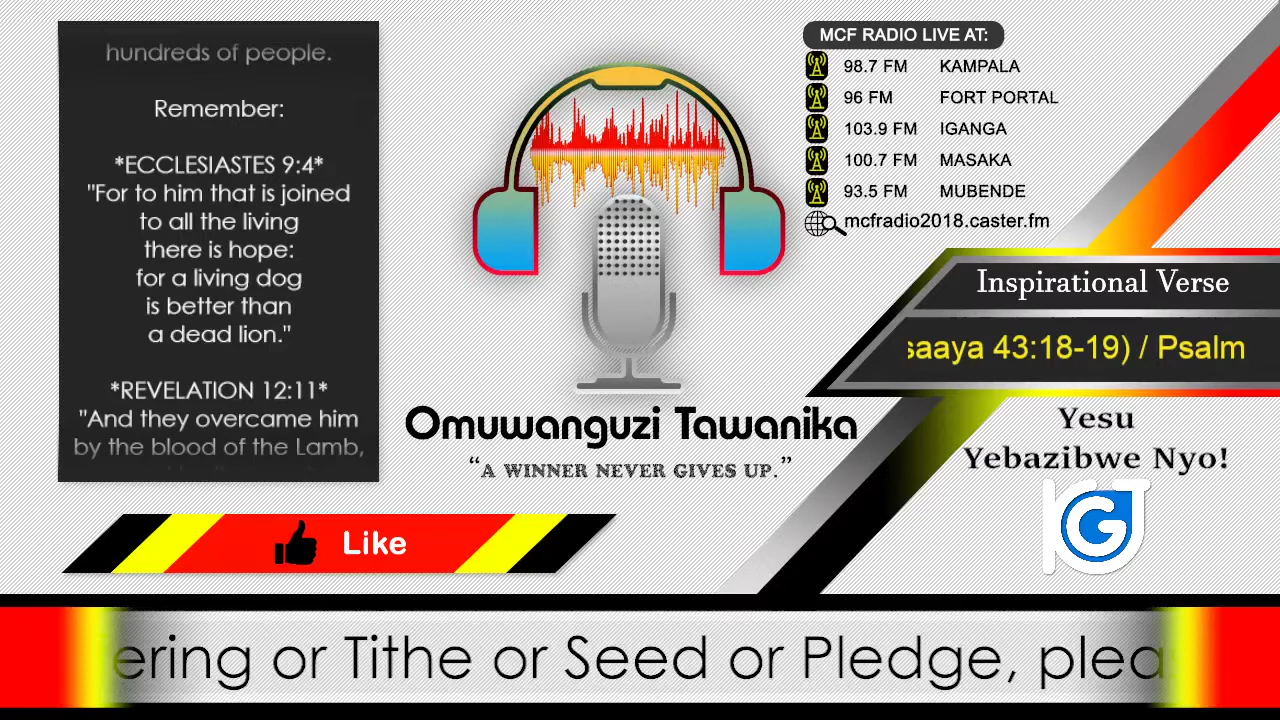 hundreds of people.
Remember:
*ECCLESIASTES 9:4*
"For to him that is joined
to all the living
there is hope:
for a living dog
is better than
a dead lion."
*REVELATION 12:11*
"And they overcame him
by the blood of the Lamb,
Omuwanguzi Tawanika
“A WINNER NEVER GIVES UP.”
MCF RADIO LIVE AT:
98.7 FM KAMPALA
96 FM FORT PORTAL
103.9 FM IGANGA
100.7 FM MASAKA
93.5 FM MUBENDE
mcfradio2018.caster.fm
Inspirational Verse
saaya 43:18-19) / Psalm
Yesu
Yebazibwe Nyo!
Like
ering or Tithe or Seed or Pledge, plea